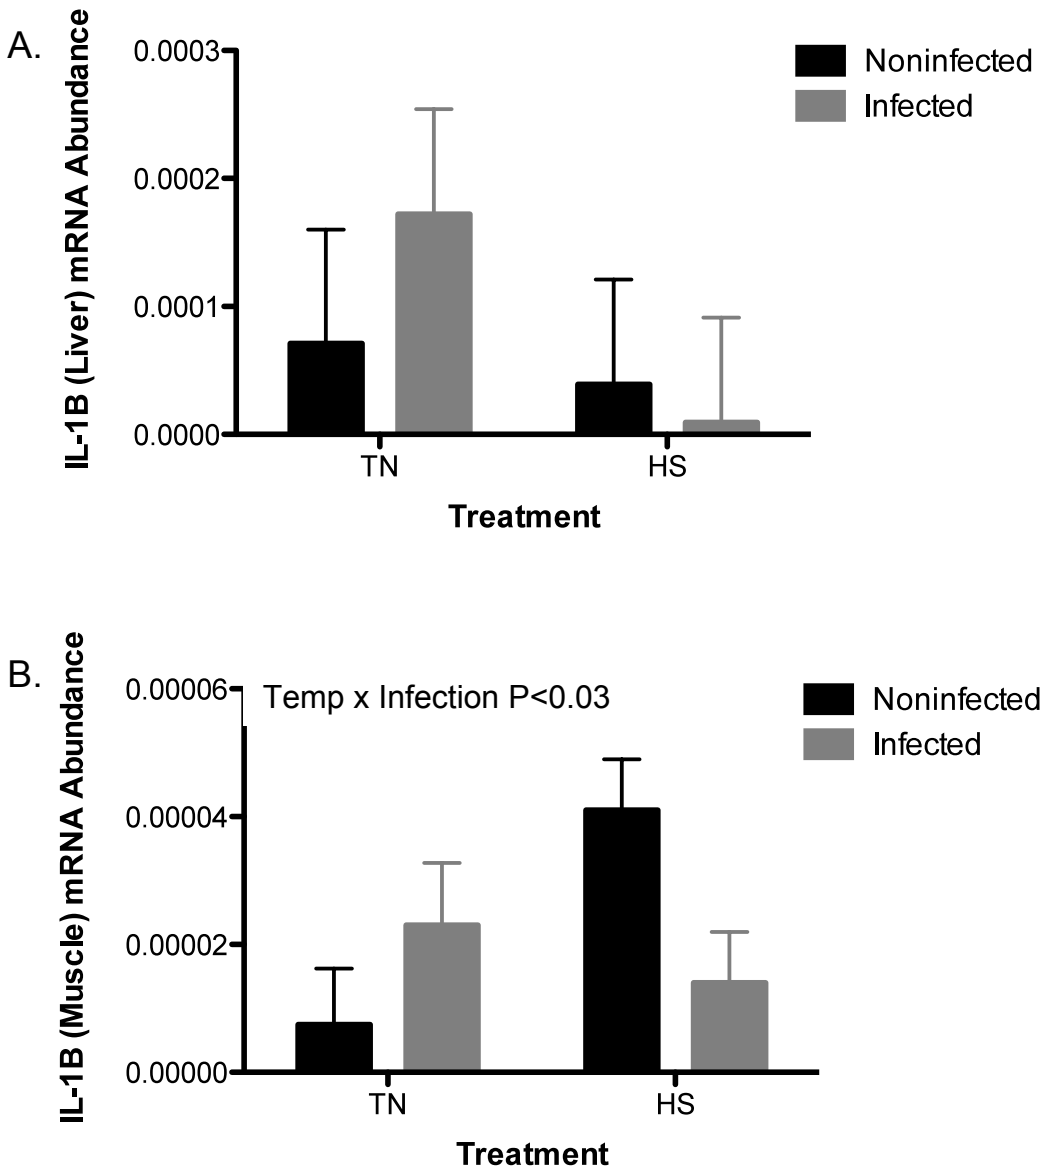 A.
IL-1B (Liver) mRNA Abundance
0.0003
0.0002
0.0001
0.0000
TN
HS
Treatment
Noninfected
Infected
B.
IL-1B (Muscle) mRNA Abundance
0.00006
0.00004
0.00002
0.00000
Temp x Infection P<0.03
TN
HS
Treatment
Noninfected
Infected